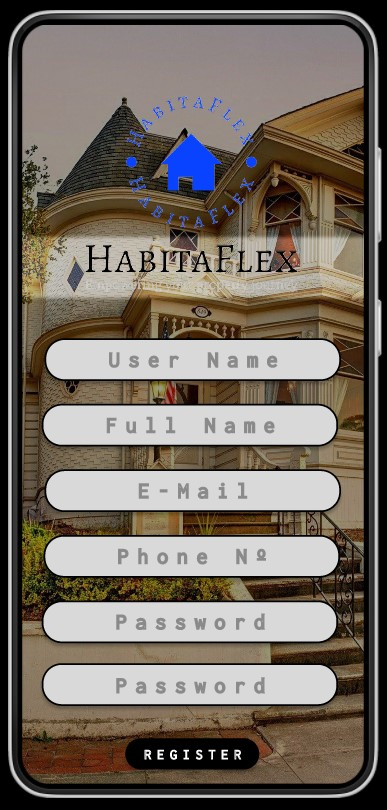 HABITAFLEX
HABITAFLEX
HABITAFLEX
User Name
Full Name
E-Mail
Phone Nº
Password
Password
REGISTER